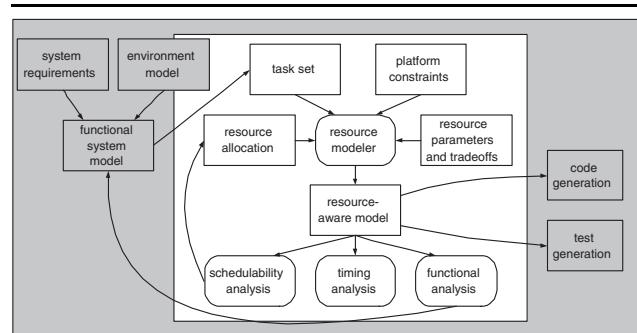 system
requirements
environment
model
task set
platform
constraints
functional
system
model
resource
allocation
resource
modeler
resource
parameters
and tradeoffs
resource-
aware model
code
generation
test
generation
schedulability
analysis
timing
analysis
functional
analysis